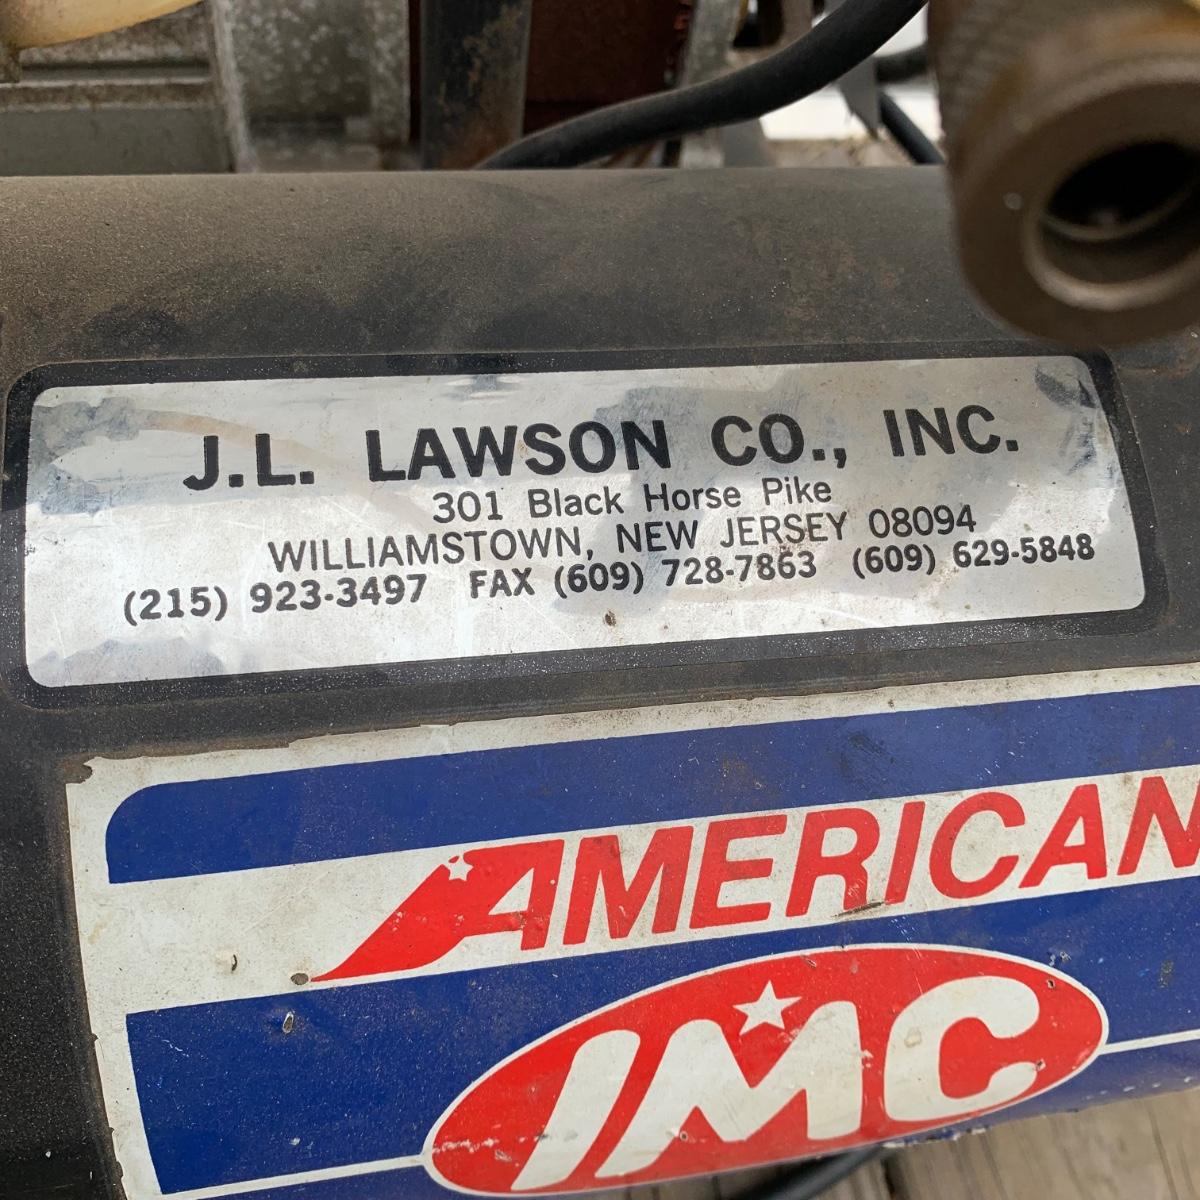 J.L. LAWSON CO., INC.
301 Black Horse Pike
WILLIAMSTOWN, NEW JERSEY 08094
(215) 923-3497 FAX (609) 728-7863 (609) 629-5848
AMERICAN
IMC